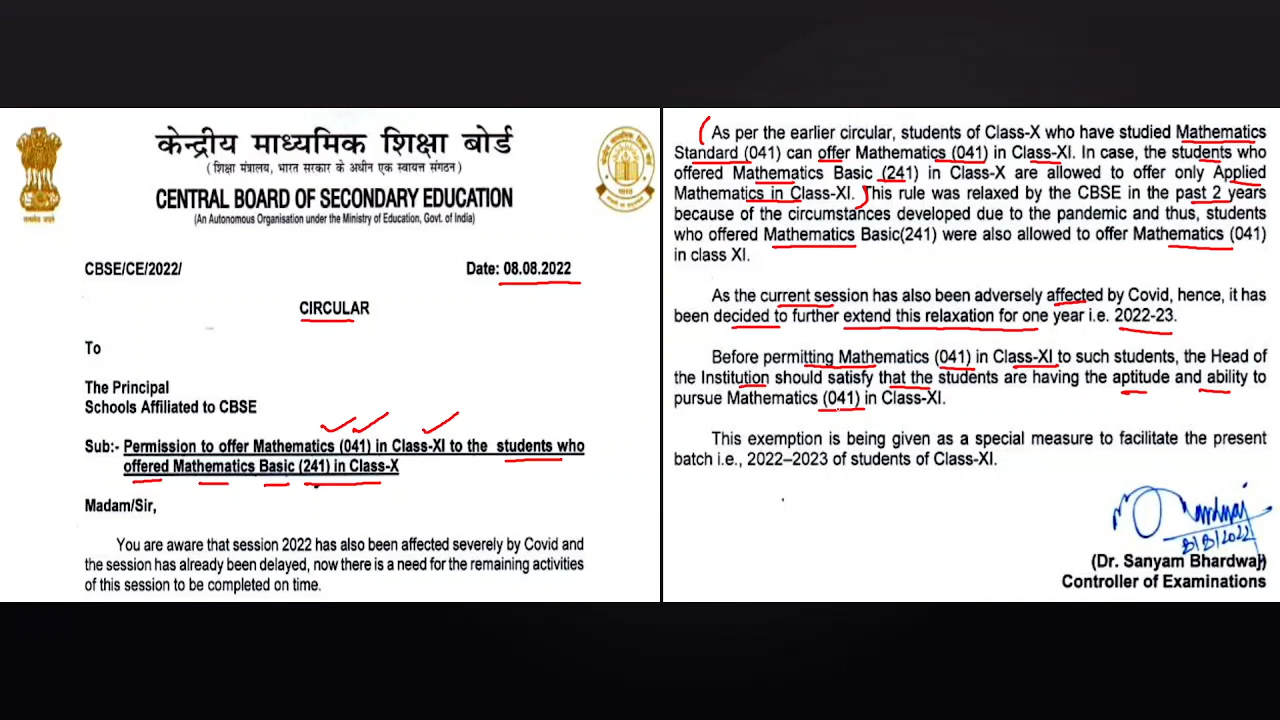 केन्द्रीय माध्यमिक शिक्षा बोर्ड
(शिक्षा मंत्रालय, भारत सरकार के अधीन एक स्वायत्त संगठन)
CENTRAL BOARD OF SECONDARY EDUCATION
(An Autonomous Organisation under the Ministry of Education, Govt. of India)
CBSE/CE/2022/ Date: 08.08.2022
CIRCULAR
To
The Principal
Schools Affiliated to CBSE
Sub:- Permission to offer Mathematics (041) in Class-XI to the students who
offered Mathematics Basic (241) in Class-X
Madam/Sir,
You are aware that session 2022 has also been affected severely by Covid and
the session has already been delayed, now there is a need for the remaining activities
of this session to be completed on time.
As per the earlier circular, students of Class-X who have studied Mathematics
Standard (041) can offer Mathematics (041) in Class-XI. In case, the students who
offered Mathematics Basic (241) in Class-X are allowed to offer only Applied
Mathematics in Class-XI. This rule was relaxed by the CBSE in the past 2 years
because of the circumstances developed due to the pandemic and thus, students
who offered Mathematics Basic(241) were also allowed to offer Mathematics (041)
in class XI.
As the current session has also been adversely affected by Covid, hence, it has
been decided to further extend this relaxation for one year i.e. 2022-23.
Before permitting Mathematics (041) in Class-XI to such students, the Head of
the Institution should satisfy that the students are having the aptitude and ability to
pursue Mathematics (041) in Class-XI.
This exemption is being given as a special measure to facilitate the present
batch i.e., 2022–2023 of students of Class-XI.
8/8/2022
(Dr. Sanyam Bhardwaj)
Controller of Examinations